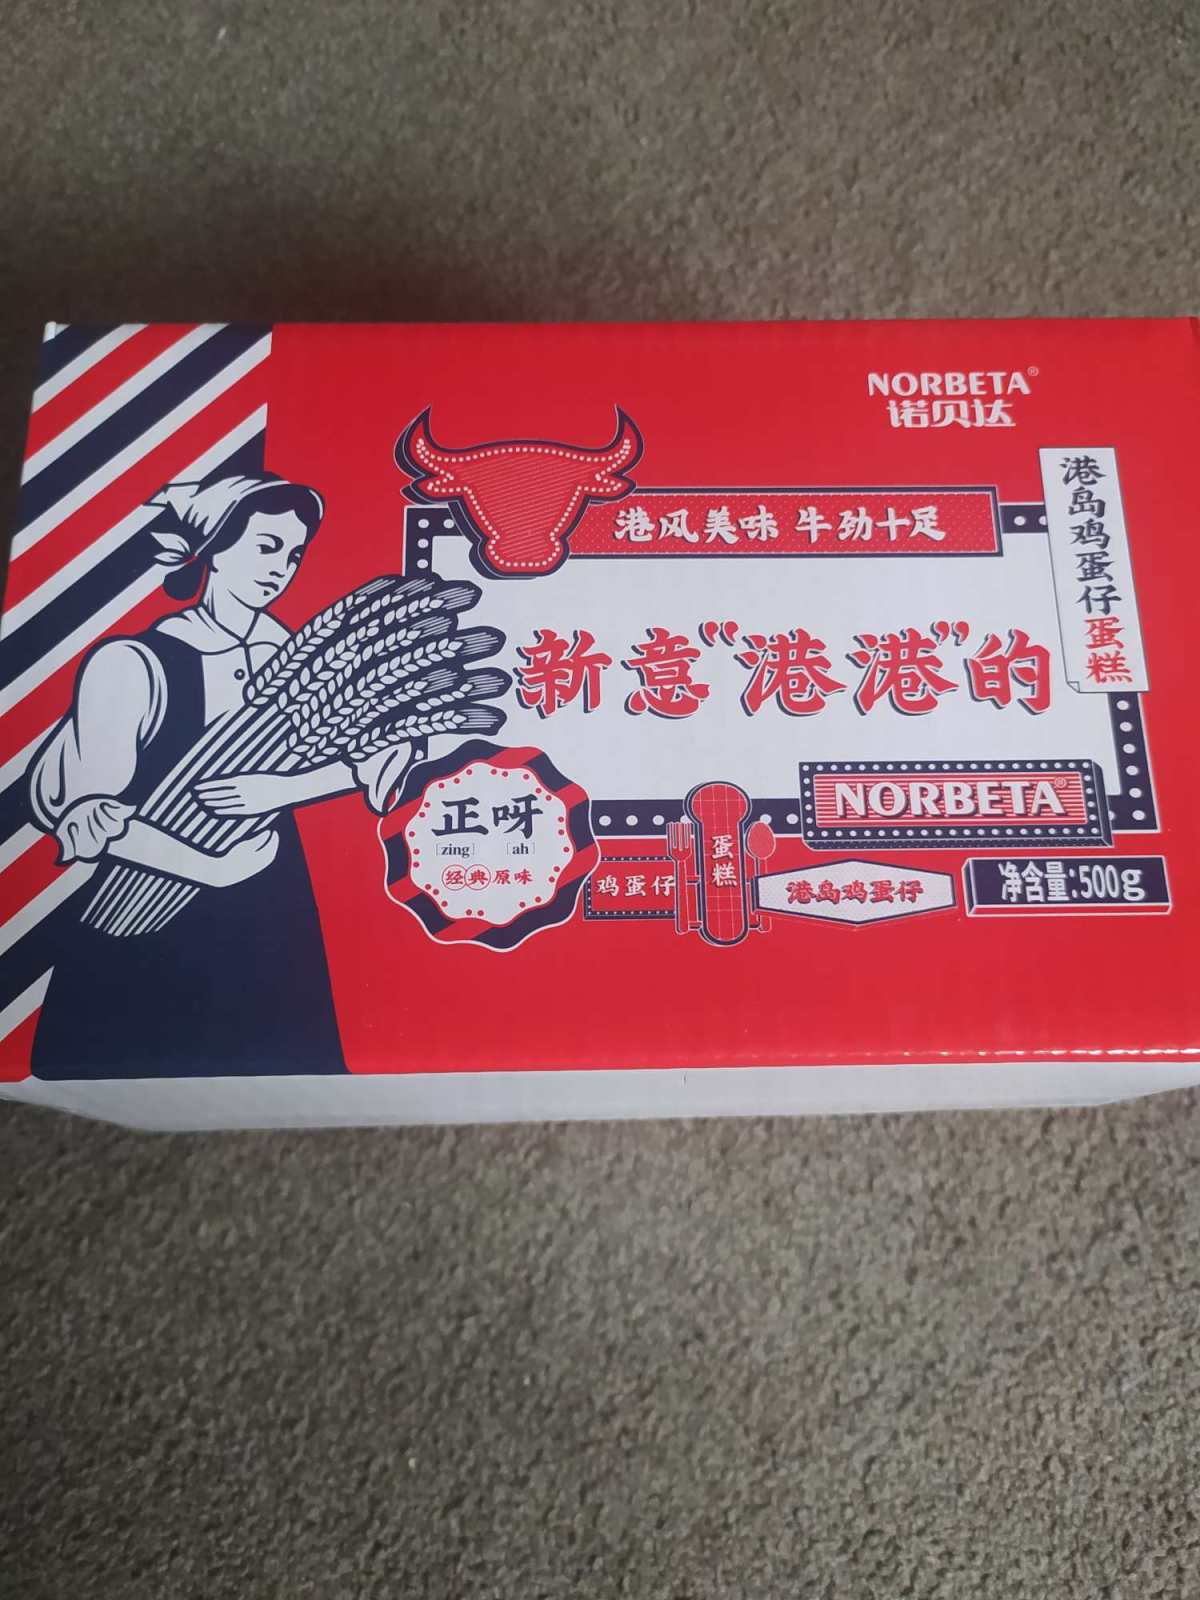 NORBETA®
诺贝达
港岛鸡蛋仔蛋糕
港风美味 牛劲十足
新意“港港”的
NORBETA®
正呀
[zing] [ah]
经典原味
鸡蛋仔
蛋糕
港岛鸡蛋仔
净含量:500g